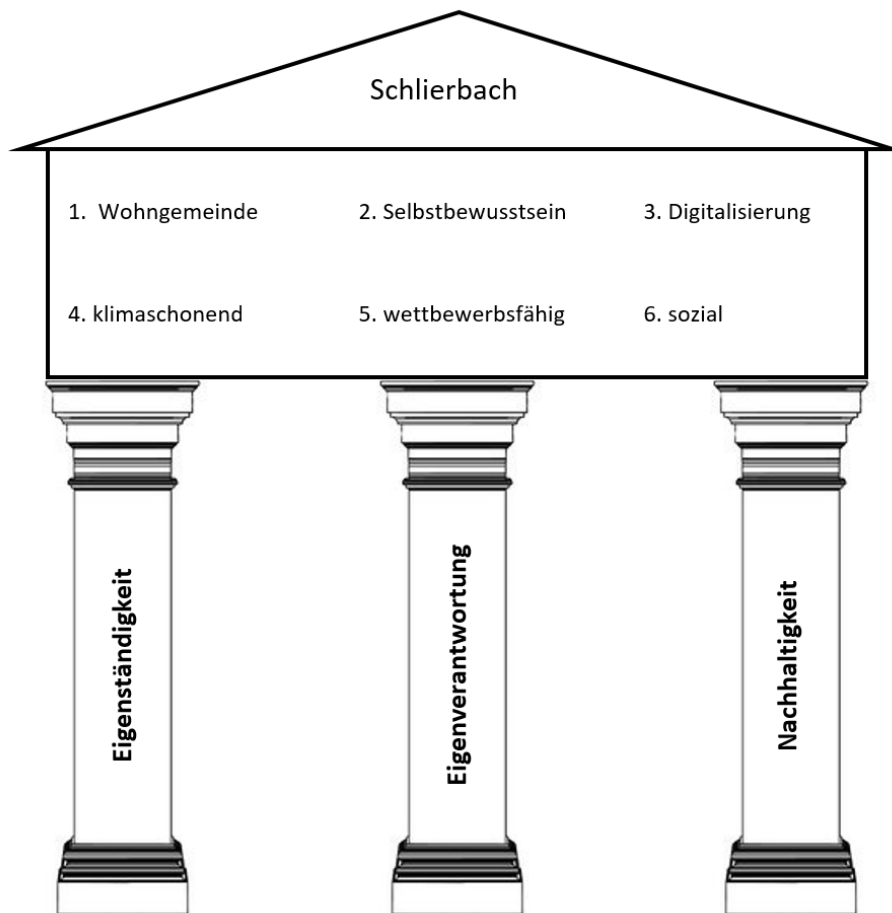 Schlierbach
1. Wohngemeinde
2. Selbstbewusstsein
3. Digitalisierung
4. klimaschonend
5. wettbewerbsfähig
6. sozial
Eigenständigkeit
Eigenverantwortung
Nachhaltigkeit